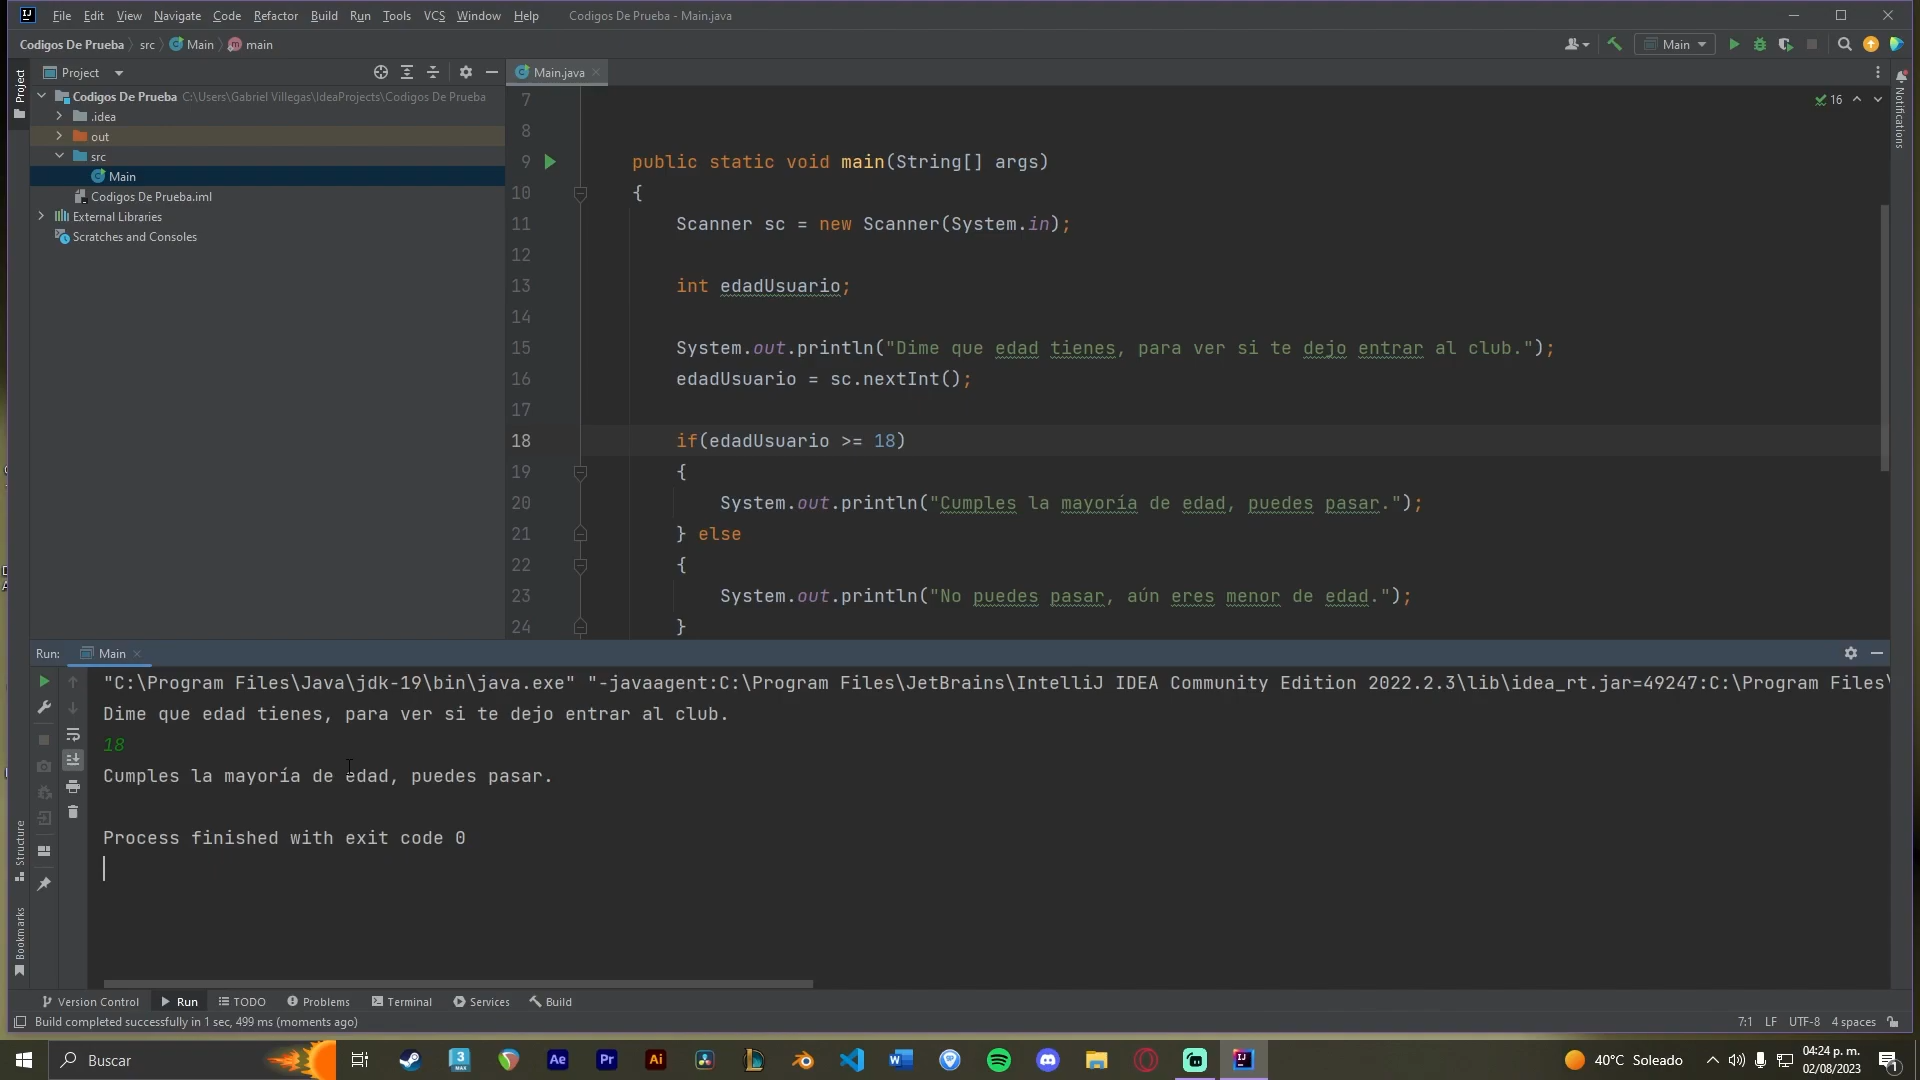 File Edit View Navigate Code Refactor Build Run Tools VCS Window Help Codigos De Prueba - Main.java
Codigos De Prueba src Main main
Main
Project
Main.java
Project
Codigos De Prueba C:\Users\Gabriel Villegas\IdeaProjects\Codigos De Prueba
.idea
out
src
Main
Codigos De Prueba.iml
External Libraries
Scratches and Consoles
16
Notifications
7
8
9 public static void main(String[] args)
10 {
11 Scanner sc = new Scanner(System.in);
12
13 int edadUsuario;
14
15 System.out.println("Dime que edad tienes, para ver si te dejo entrar al club.");
16 edadUsuario = sc.nextInt();
17
18 if(edadUsuario >= 18)
19 {
20 System.out.println("Cumples la mayoría de edad, puedes pasar.");
21 } else
22 {
23 System.out.println("No puedes pasar, aún eres menor de edad.");
24 }
Run: Main
"C:\Program Files\Java\jdk-19\bin\java.exe" "-javaagent:C:\Program Files\JetBrains\IntelliJ IDEA Community Edition 2022.2.3\lib\idea_rt.jar=49247:C:\Program Files\
Dime que edad tienes, para ver si te dejo entrar al club.
18
Cumples la mayoría de edad, puedes pasar.
Process finished with exit code 0
Structure
Bookmarks
Version Control Run TODO Problems Terminal Services Build
Build completed successfully in 1 sec, 499 ms (moments ago) 7:1 LF UTF-8 4 spaces
Buscar
3
MAX
Ae
Pr
Ai
W
IJ
40°C Soleado
04:24 p. m.
02/08/2023
1